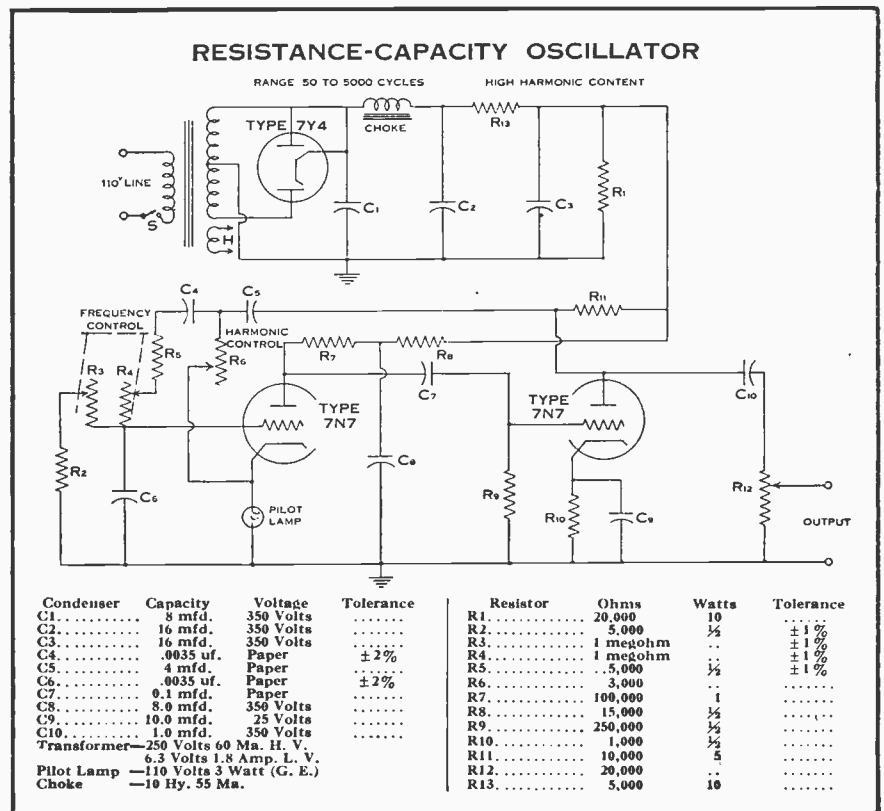 RESISTANCE-CAPACITY OSCILLATOR
RANGE 50 TO 5000 CYCLES HIGH HARMONIC CONTENT
TYPE 7Y4
CHOKE
R13
110V LINE
S
H
C1
C2
C3
R1
C4
C5
R11
FREQUENCY
CONTROL
HARMONIC
CONTROL
R3
R4
R5
R6
R7
R8
C7
C10
TYPE
7N7
TYPE
7N7
R2
C6
PILOT
LAMP
C8
R9
R10
C9
R12
OUTPUT
Condenser Capacity Voltage Tolerance
C1.......... 8 mfd. 350 Volts .......
C2.......... 16 mfd. 350 Volts .......
C3.......... 16 mfd. 350 Volts .......
C4.......... .0035 uf. Paper ±2%
C5.......... 4 mfd. Paper .......
C6.......... .0035 uf. Paper ±2%
C7.......... 0.1 mfd. Paper .......
C8.......... 8.0 mfd. 350 Volts .......
C9.......... 10.0 mfd. 25 Volts .......
C10......... 1.0 mfd. 350 Volts .......
Transformer—250 Volts 60 Ma. H. V.
6.3 Volts 1.8 Amp. L. V.
Pilot Lamp —110 Volts 3 Watt (G. E.)
Choke —10 Hy. 55 Ma.
Resistor Ohms Watts Tolerance
R1.......... 20,000 10 ......
R2.......... 5,000 ½ ±1%
R3.......... 1 megohm .. ±1%
R4.......... 1 megohm .. ±1%
R5.......... 5,000 ½ ±1%
R6.......... 3,000 .. ......
R7.......... 100,000 1 ......
R8.......... 15,000 ½ ......
R9.......... 250,000 ½ ......
R10......... 1,000 ½ ......
R11......... 10,000 5 ......
R12......... 20,000 .. ......
R13......... 5,000 10 ......